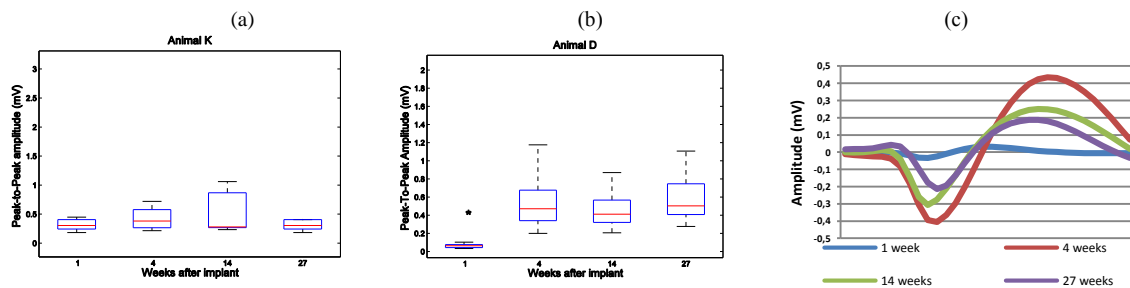 (a)
(b)
(c)
Animal K
Peak-to-Peak amplitude (mV)
3
2.5
2
1.5
1
0.5
0
1 4 14 27
Weeks after implant
Animal D
Peak-To-Peak Amplitude (mV)
2
1.8
1.6
1.4
1.2
1
0.8
0.6
0.4
0.2
0
1 4 14 27
Weeks after implant
Amplitude (mV)
0,5
0,4
0,3
0,2
0,1
0
-0,1
-0,2
-0,3
-0,4
0,5
1 week 4 weeks
14 weeks 27 weeks